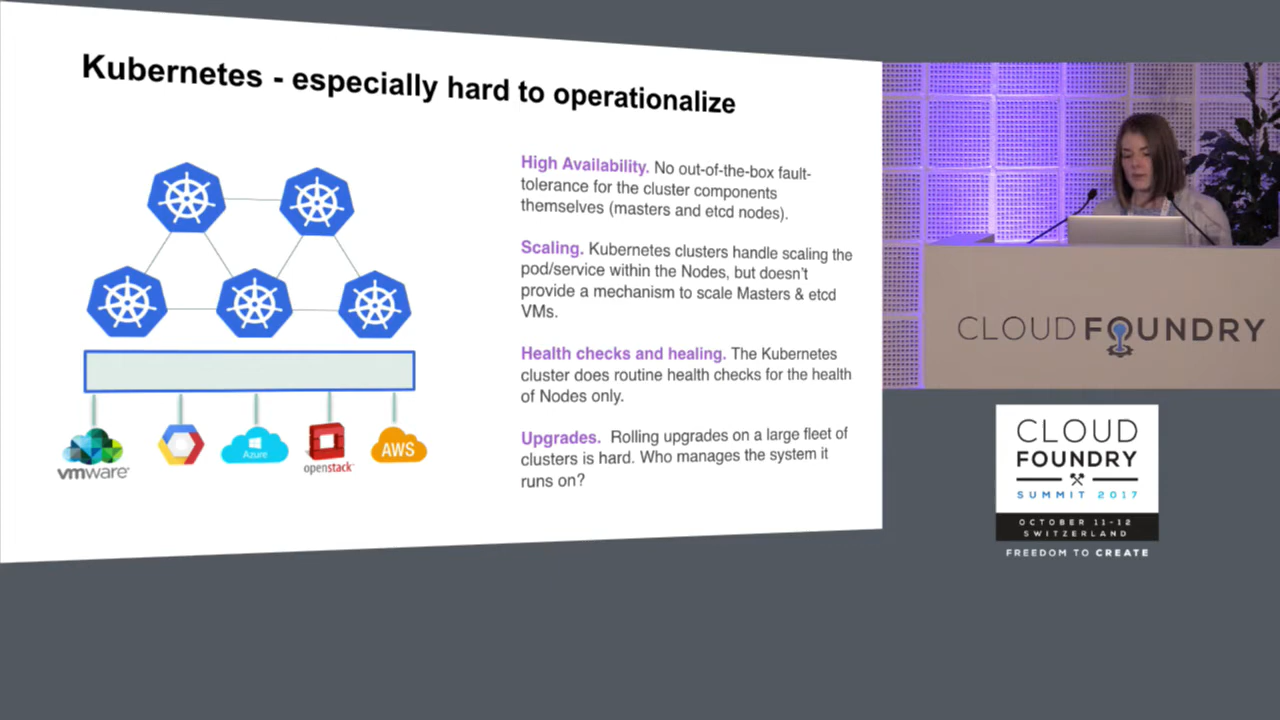 Kubernetes - especially hard to operationalize
High Availability. No out-of-the-box fault-
tolerance for the cluster components
themselves (masters and etcd nodes).
Scaling. Kubernetes clusters handle scaling the
pod/service within the Nodes, but doesn't
provide a mechanism to scale Masters & etcd
VMs.
Health checks and healing. The Kubernetes
cluster does routine health checks for the health
of Nodes only.
Upgrades. Rolling upgrades on a large fleet of
clusters is hard. Who manages the system it
runs on?
vmware
Azure
openstack
AWS
CLOUD FOUNDRY
CLOUD
FOUNDRY
SUMMIT 2017
OCTOBER 11-12
SWITZERLAND
FREEDOM TO CREATE